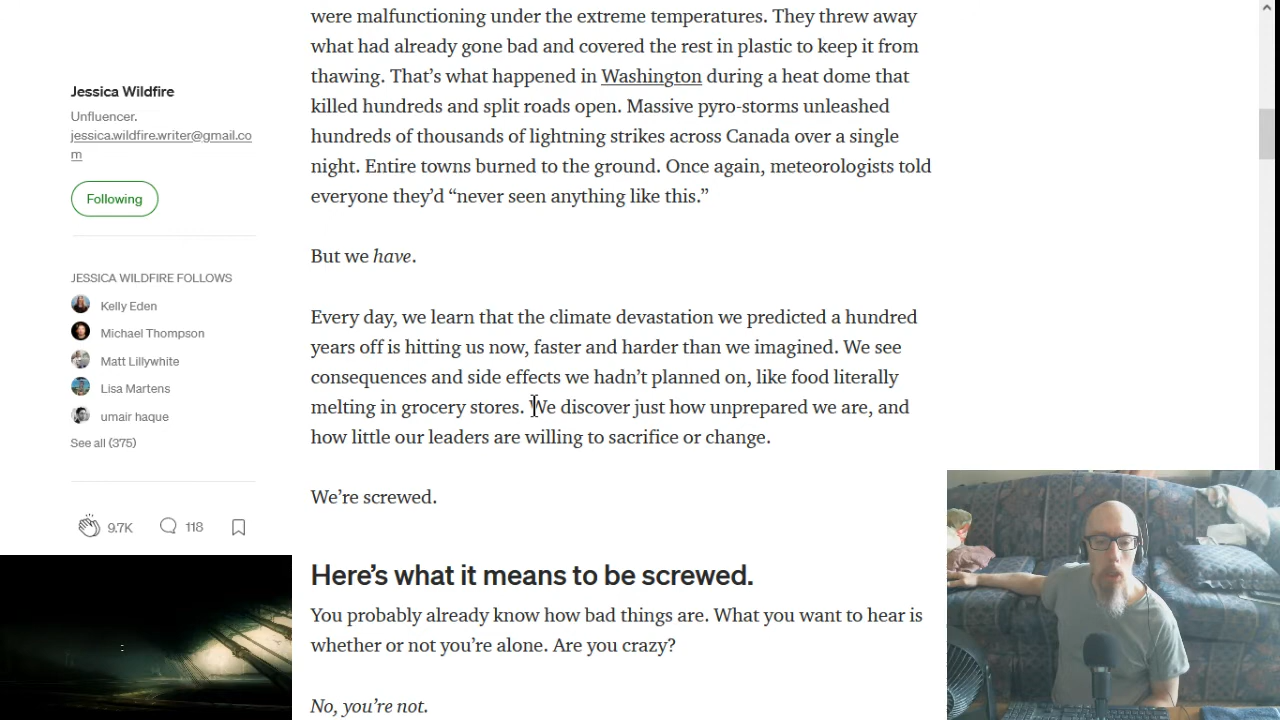 were malfunctioning under the extreme temperatures. They threw away
what had already gone bad and covered the rest in plastic to keep it from
thawing. That’s what happened in Washington during a heat dome that
killed hundreds and split roads open. Massive pyro-storms unleashed
hundreds of thousands of lightning strikes across Canada over a single
night. Entire towns burned to the ground. Once again, meteorologists told
everyone they’d “never seen anything like this.”
But we have.
Every day, we learn that the climate devastation we predicted a hundred
years off is hitting us now, faster and harder than we imagined. We see
consequences and side effects we hadn’t planned on, like food literally
melting in grocery stores. We discover just how unprepared we are, and
how little our leaders are willing to sacrifice or change.
We’re screwed.
Here’s what it means to be screwed.
You probably already know how bad things are. What you want to hear is
whether or not you’re alone. Are you crazy?
No, you’re not.
Jessica Wildfire
Unfluencer.
jessica.wildfire.writer@gmail.co
m
Following
JESSICA WILDFIRE FOLLOWS
Kelly Eden
Michael Thompson
Matt Lillywhite
Lisa Martens
umair haque
See all (375)
9.7K
118